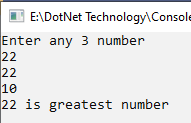 E:\DotNet Technology\Console
Enter any 3 number
22
22
10
22 is greatest number